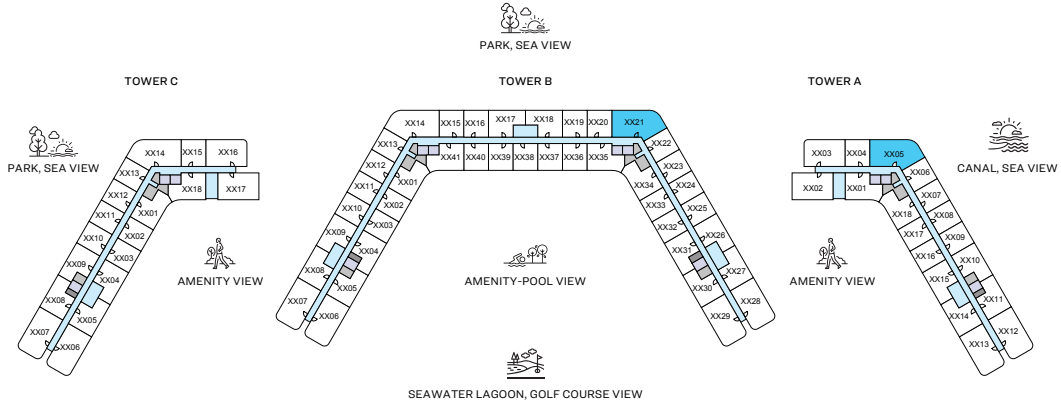 PARK, SEA VIEW
TOWER C
TOWER B
TOWER A
PARK, SEA VIEW
CANAL, SEA VIEW
XX14
XX15
XX16
XX13
XX12
XX11
XX10
XX09
XX08
XX07
XX18
XX17
XX01
XX02
XX03
XX04
XX05
XX06
AMENITY VIEW
XX14
XX15
XX16
XX17
XX18
XX19
XX20
XX21
XX13
XX12
XX11
XX10
XX09
XX08
XX07
XX41
XX40
XX39
XX38
XX37
XX36
XX35
XX01
XX02
XX03
XX04
XX05
XX06
XX22
XX23
XX24
XX25
XX26
XX27
XX28
XX34
XX33
XX32
XX31
XX30
XX29
AMENITY-POOL VIEW
XX03
XX04
XX05
XX02
XX01
XX06
XX07
XX08
XX09
XX10
XX11
XX12
XX18
XX17
XX16
XX15
XX14
XX13
AMENITY VIEW
SEAWATER LAGOON, GOLF COURSE VIEW